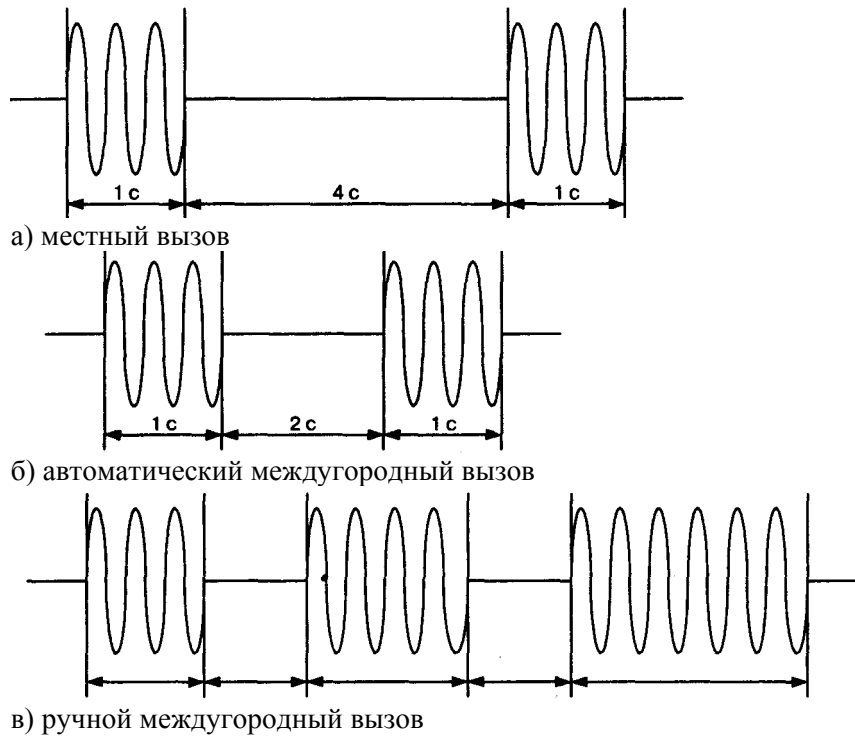 1 с 4 с 1 с
а) местный вызов
1 с 2 с 1 с
б) автоматический междугородный вызов
в) ручной междугородный вызов